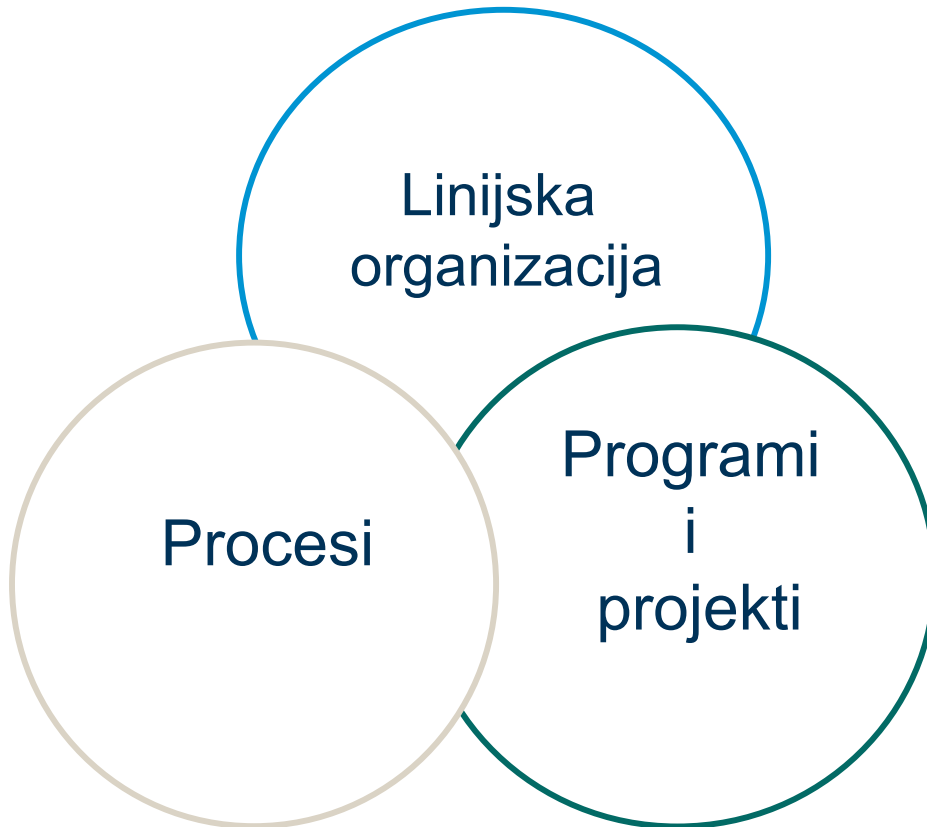 Linijska
organizacija
Programi
i
projekti
Procesi